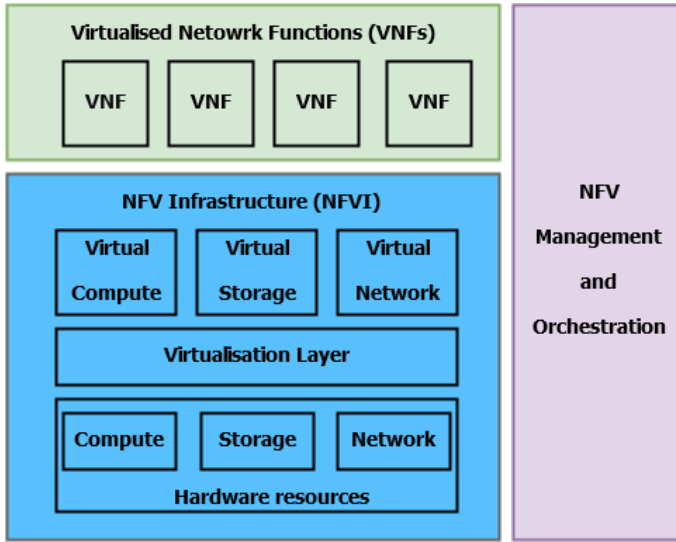 Virtualised Netowrk Functions (VNFs)
VNF VNF VNF VNF
NFV Infrastructure (NFVI)
Virtual
Compute
Virtual
Storage
Virtual
Network
Virtualisation Layer
Compute Storage Network
Hardware resources
NFV
Management
and
Orchestration